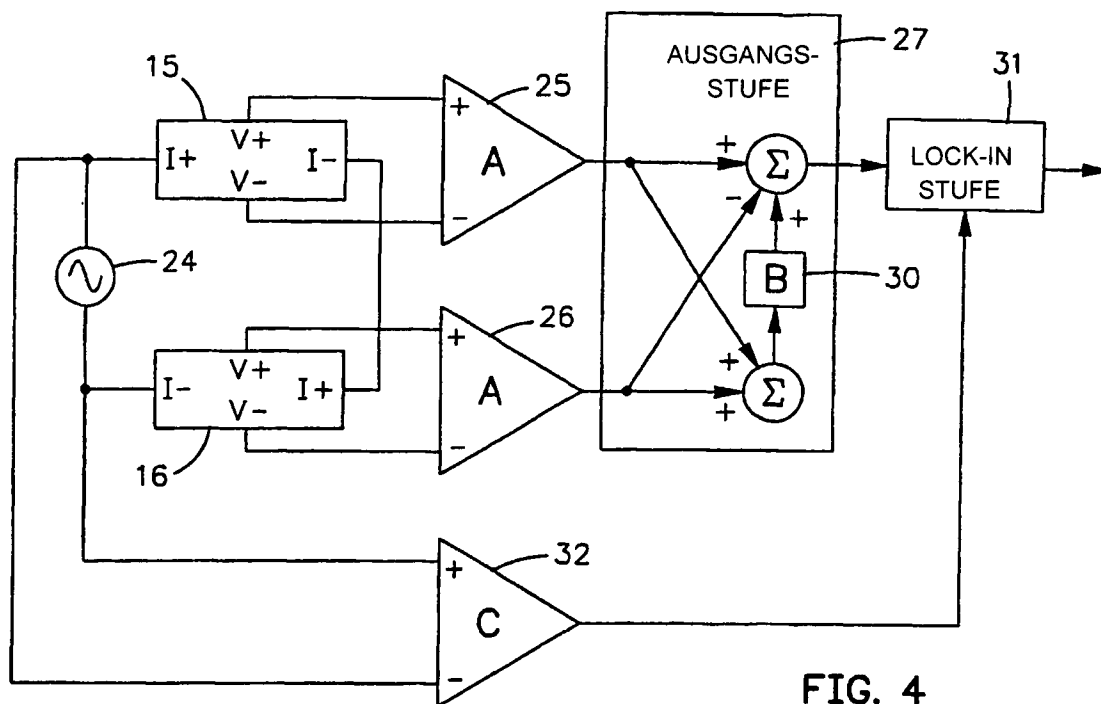 27
AUSGANGS-
STUFE
31
15
25
V+
I+
I-
V-
+
A
-
+
Σ
-
+
LOCK-IN
STUFE
24
B
30
26
V+
I-
I+
V-
16
+
A
-
+
Σ
+
32
+
C
-
FIG. 4